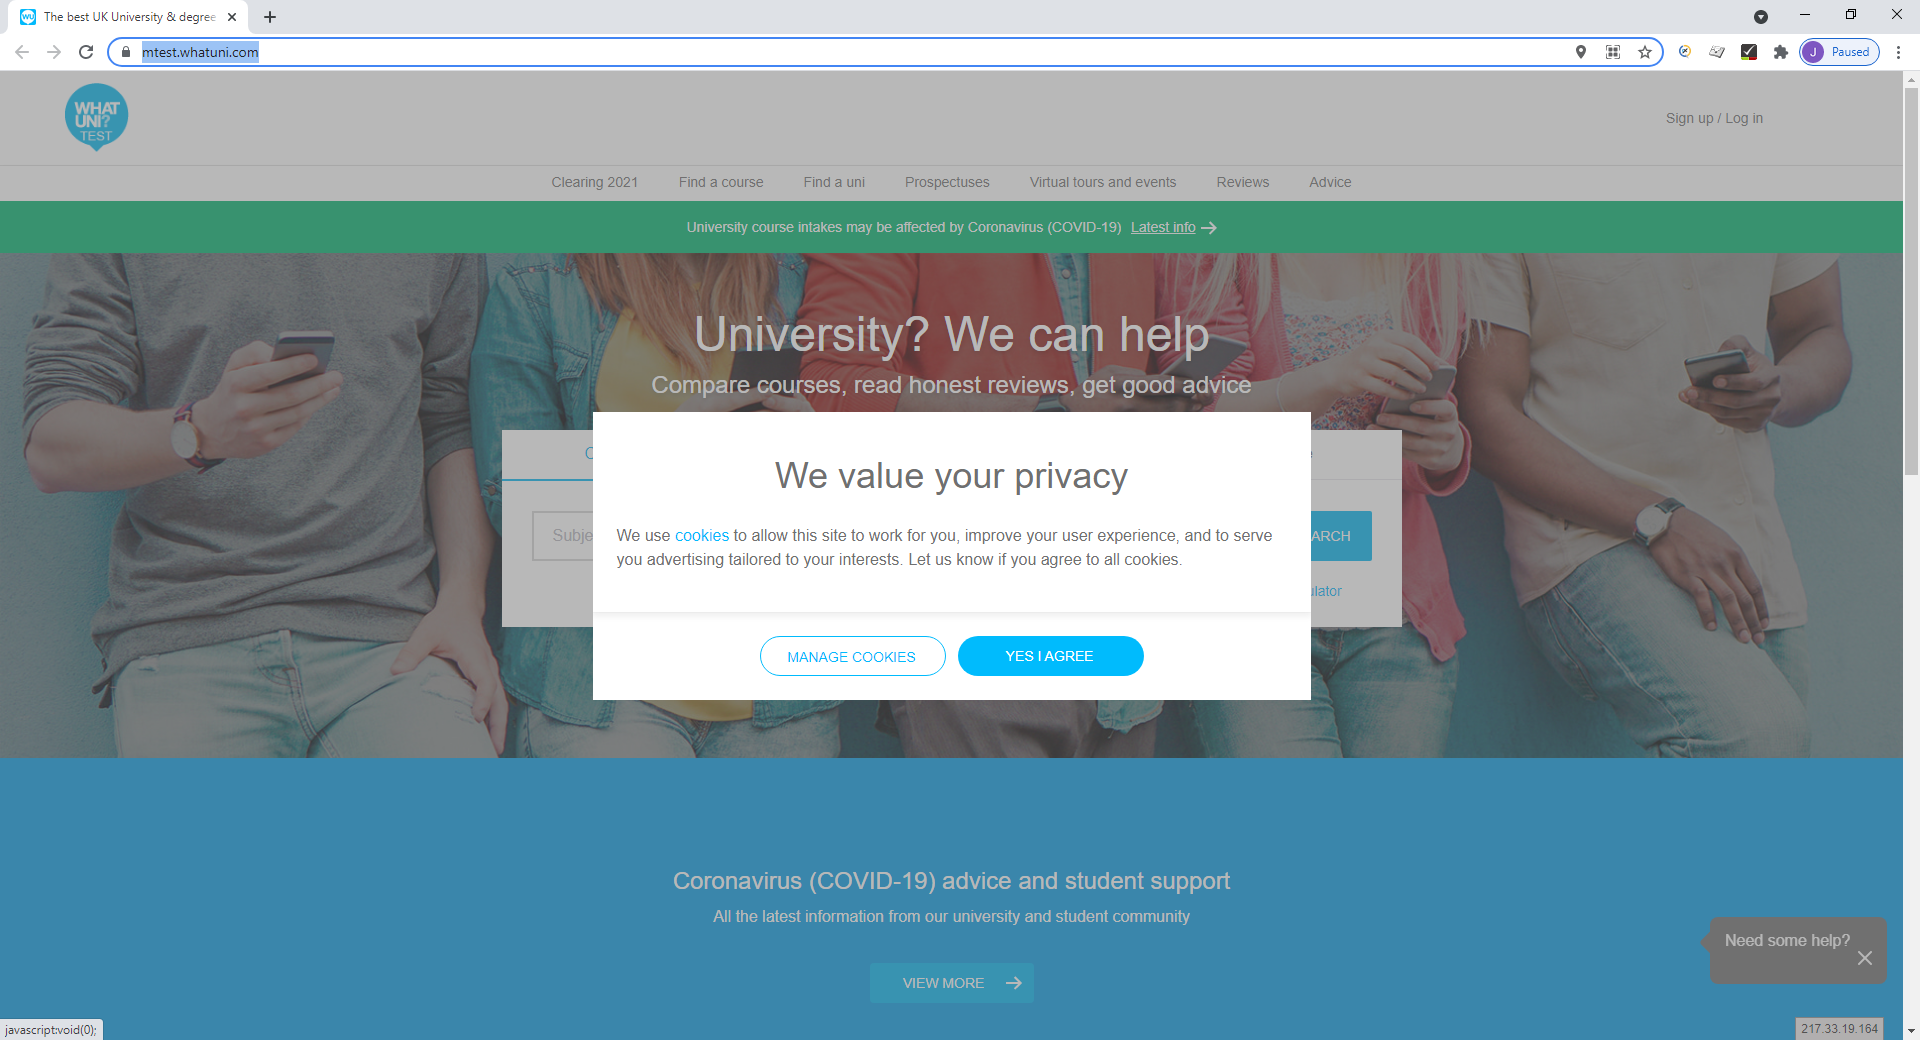 The best UK University & degree
mtest.whatuni.com
J
Paused
WU
WHAT
UNI?
TEST
Sign up / Log in
Clearing 2021
Find a course
Find a uni
Prospectuses
Virtual tours and events
Reviews
Advice
University course intakes may be affected by Coronavirus (COVID-19) Latest info
University? We can help
Compare courses, read honest reviews, get good advice
We value your privacy
We use cookies to allow this site to work for you, improve your user experience, and to serve
you advertising tailored to your interests. Let us know if you agree to all cookies.
MANAGE COOKIES
YES I AGREE
Subje
ARCH
ulator
Coronavirus (COVID-19) advice and student support
All the latest information from our university and student community
VIEW MORE
Need some help?
javascript:void(0);
217.33.19.164